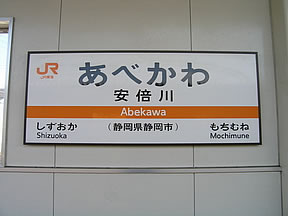 JR
あべかわ
安倍川
Abekawa
しずおか (静岡県静岡市) もちむね
Shizuoka Mochimune